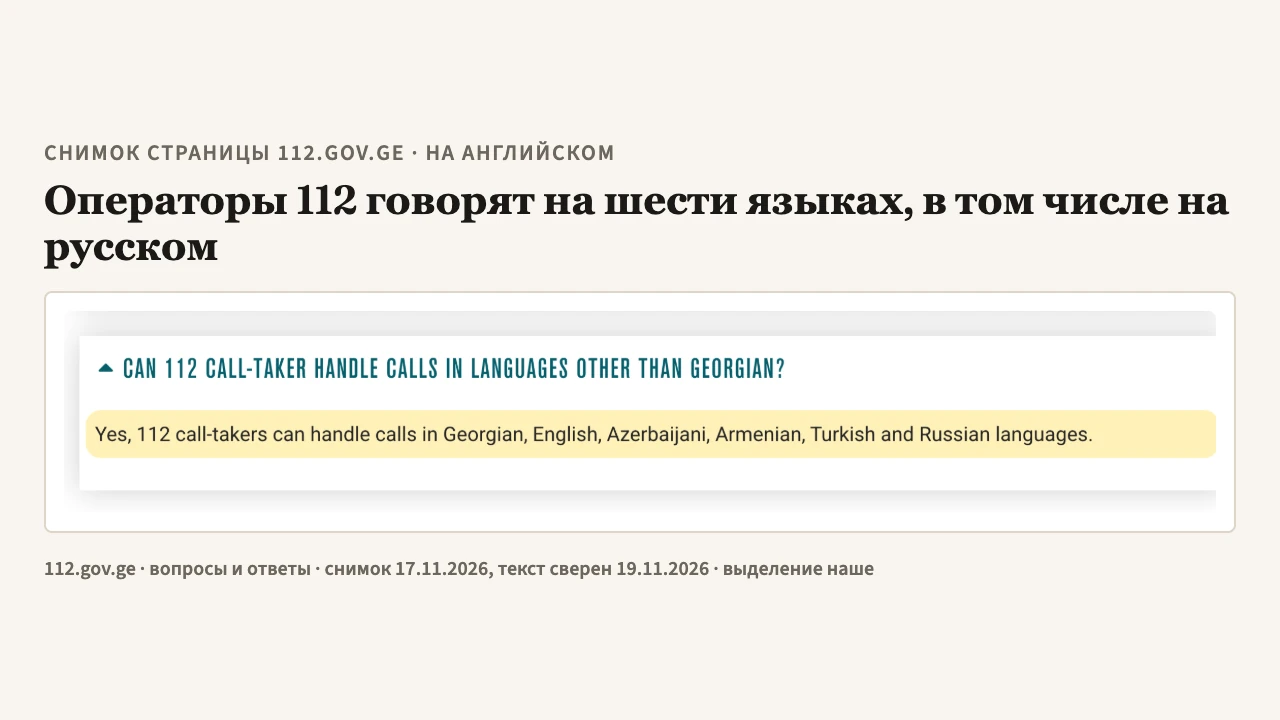 СНИМОК СТРАНИЦЫ 112.GOV.GE · НА АНГЛИЙСКОМ
Операторы 112 говорят на шести языках, в том числе на
русском
CAN 112 CALL-TAKER HANDLE CALLS IN LANGUAGES OTHER THAN GEORGIAN?
Yes, 112 call-takers can handle calls in Georgian, English, Azerbaijani, Armenian, Turkish and Russian languages.
112.gov.ge · вопросы и ответы · снимок 17.11.2026, текст сверен 19.11.2026 · выделение наше